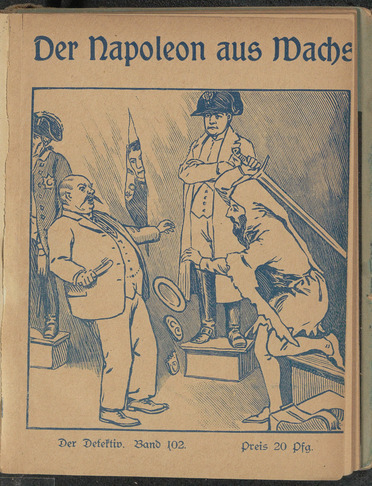 Der Napoleon aus Wachs
Der Detektiv. Band 102.
Preis 20 Pfg.